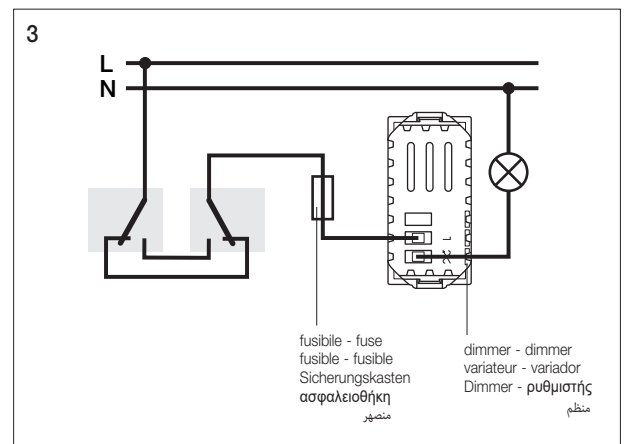 3
L
N
L
fusibile - fuse
fusible - fusible
Sicherungskasten
ασφαλειοθήκη
منصهر
dimmer - dimmer
variateur - variador
Dimmer - ρυθμιστής
منظم